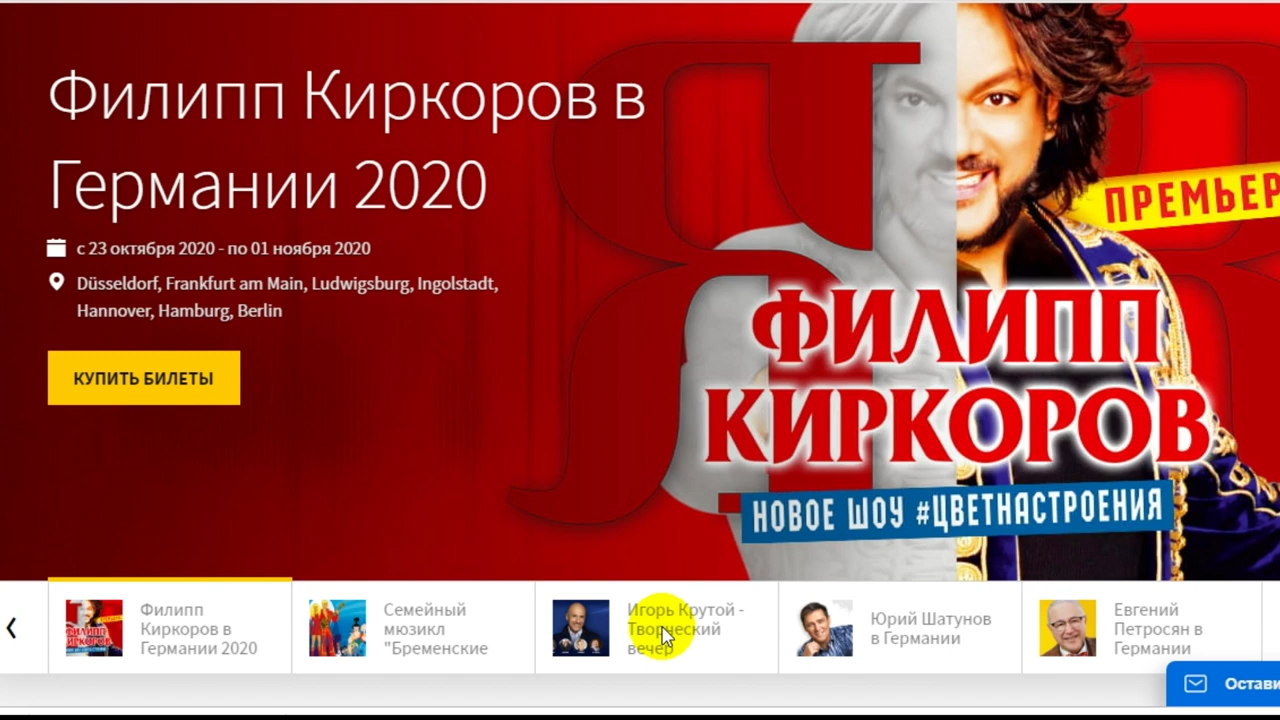 Филипп Киркоров в
Германии 2020
с 23 октября 2020 - по 01 ноября 2020
Düsseldorf, Frankfurt am Main, Ludwigsburg, Ingolstadt,
Hannover, Hamburg, Berlin
КУПИТЬ БИЛЕТЫ
ПРЕМЬЕР
ФИЛИПП
КИРКОРОВ
НОВОЕ ШОУ #ЦВЕТНАСТРОЕНИЯ
Филипп
Киркоров в
Германии 2020
Семейный
мюзикл
"Бременские
Игорь Крутой -
Творческий
вечер
Юрий Шатунов
в Германии
Евгений
Петросян в
Германии
Остави